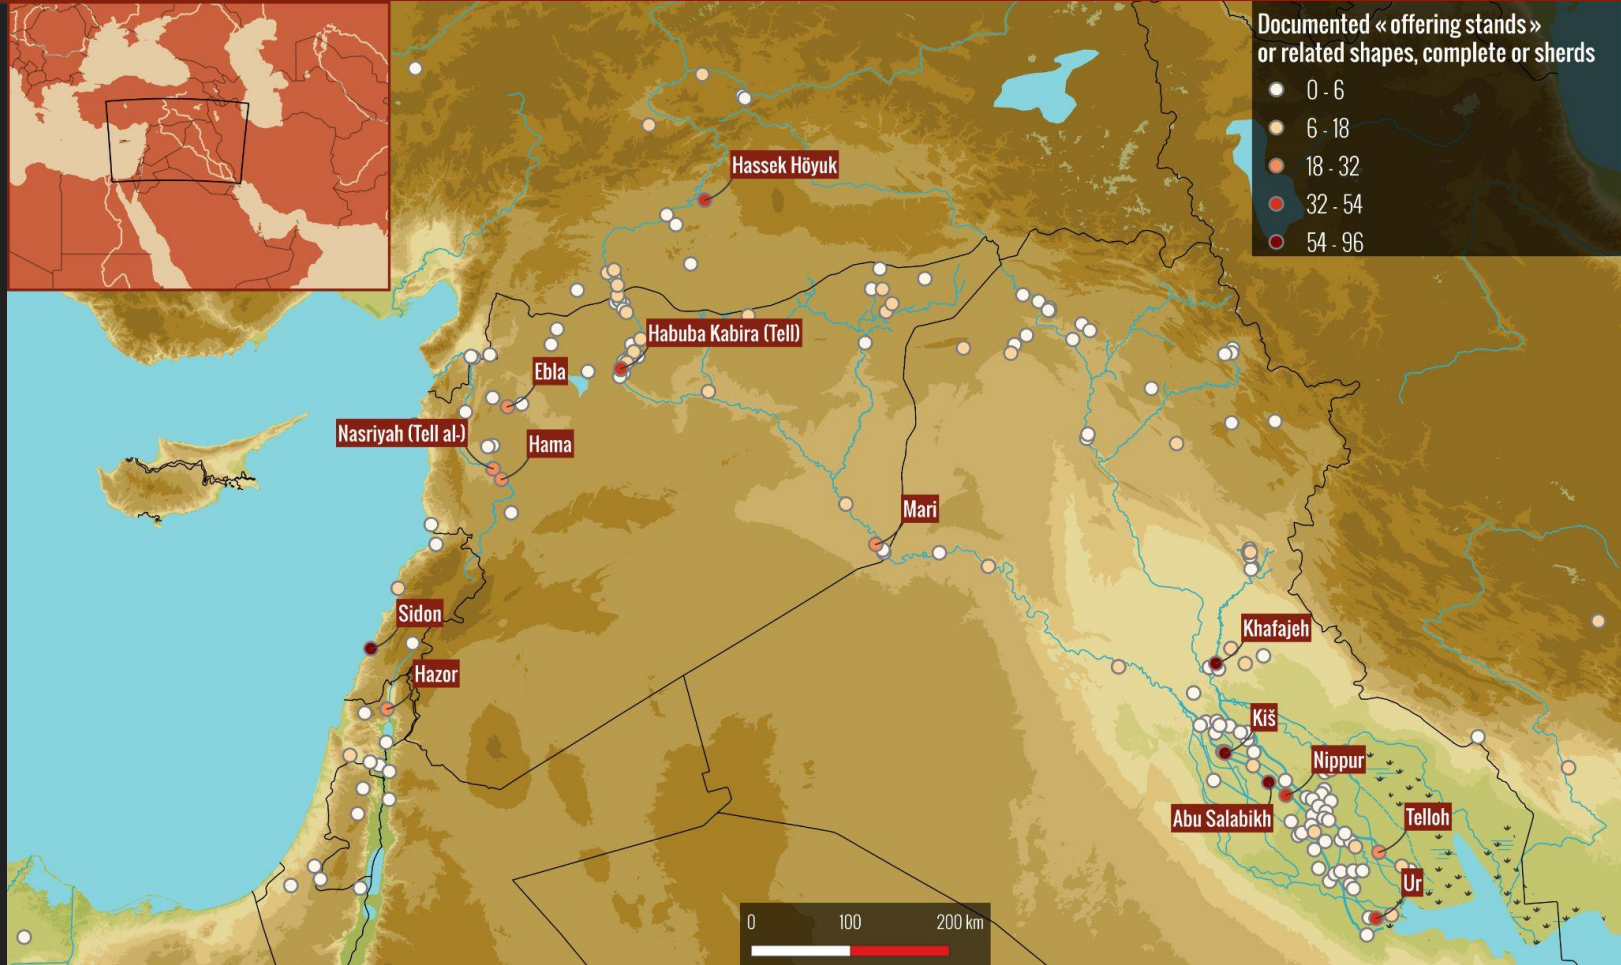 Documented « offering stands »
or related shapes, complete or sherds
0 - 6
6 - 18
18 - 32
32 - 54
54 - 96
Hassek Höyuk
Habuba Kabira (Tell)
Ebla
Nasriyah (Tell al-)
Hama
Mari
Sidon
Khafajeh
Hazor
Kiš
Nippur
Abu Salabikh
Telloh
Ur
0 100 200 km